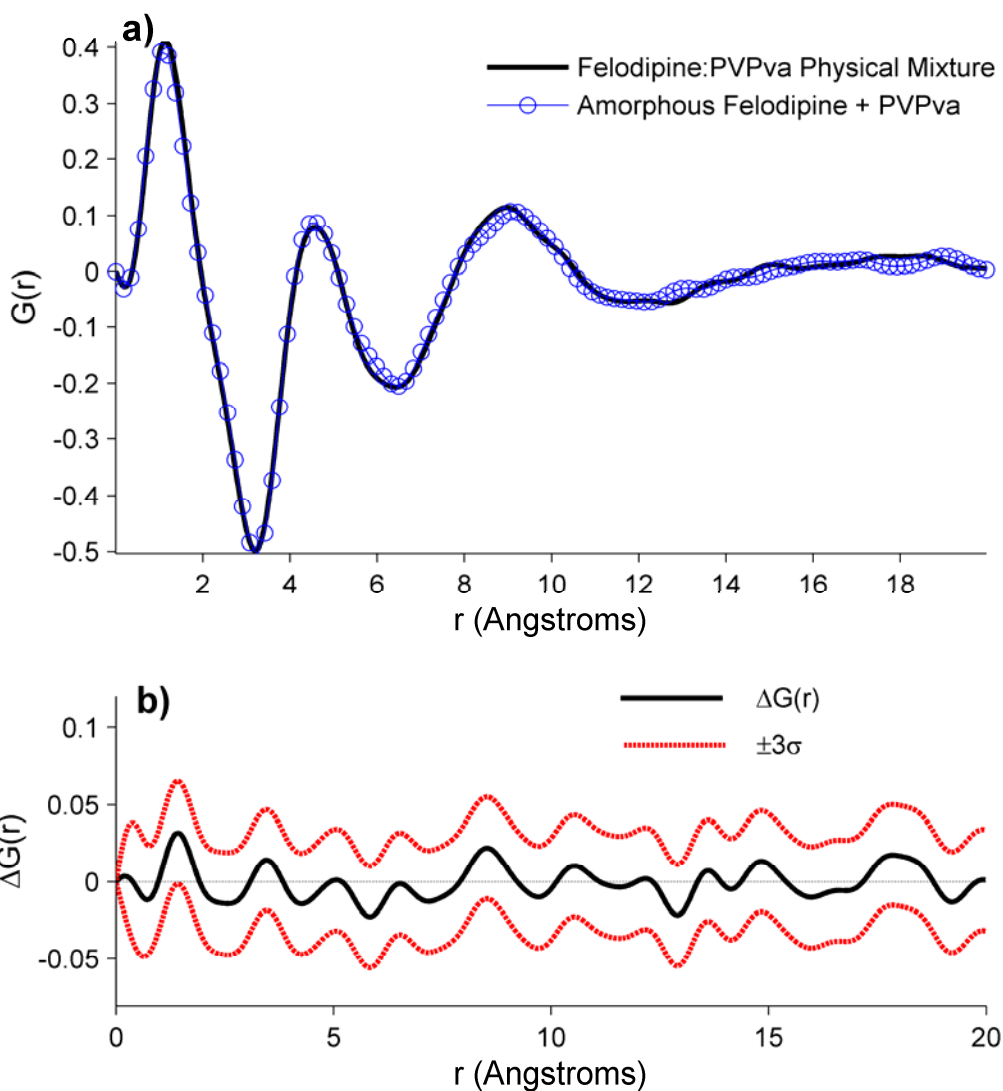 a)
Felodipine:PVPva Physical Mixture
Amorphous Felodipine + PVPva
0.4
0.3
0.2
0.1
0
-0.1
-0.2
-0.3
-0.4
-0.5
G(r)
2 4 6 8 10 12 14 16 18
r (Angstroms)
b)
ΔG(r)
±3σ
0.1
0.05
0
-0.05
ΔG(r)
0 5 10 15 20
r (Angstroms)